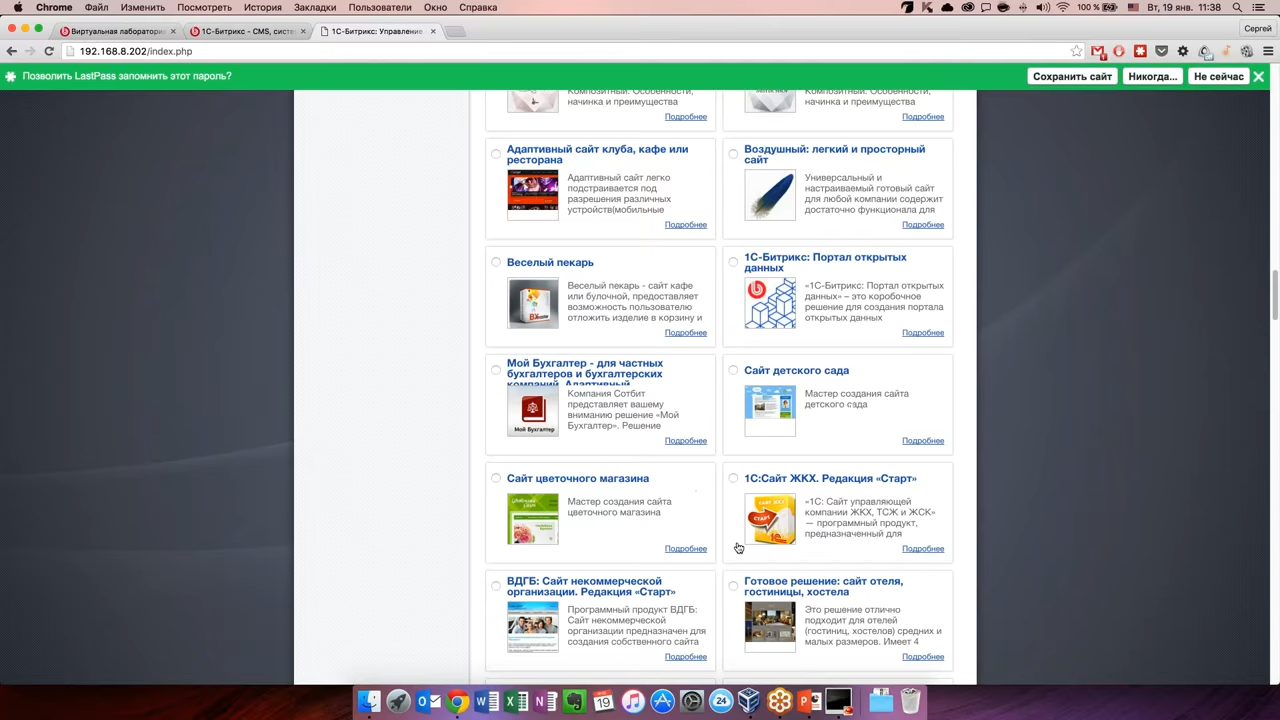 Chrome Файл Изменить Посмотреть История Закладки Пользователи Окно Справка 100 % Вт, 19 янв. 11:38
Виртуальная лаборатори 1С-Битрикс - CMS, систе 1С-Битрикс: Управление Сергей
192.168.8.202/index.php
Позволить LastPass запомнить этот пароль? Сохранить сайт Никогда... Не сейчас
Композитный. Особенности,
начинка и преимущества
Подробнее
Композитный. Особенности,
начинка и преимущества
Подробнее
Адаптивный сайт клуба, кафе или
ресторана
Адаптивный сайт легко
подстраивается под
разрешения различных
устройств(мобильные
Подробнее
Воздушный: легкий и просторный
сайт
Универсальный и
настраиваемый готовый сайт
для любой компании содержит
достаточно функционала для
Подробнее
Веселый пекарь
Веселый пекарь - сайт кафе
или булочной, предоставляет
возможность пользователю
отложить изделие в корзину и
Подробнее
1С-Битрикс: Портал открытых
данных
«1С-Битрикс: Портал открытых
данных» – это коробочное
решение для создания портала
открытых данных
Подробнее
Мой Бухгалтер - для частных
бухгалтеров и бухгалтерских
компаний. Адаптивный
Мой Бухгалтер
Компания Сотбит
представляет вашему
вниманию решение «Мой
Бухгалтер». Решение
Подробнее
Сайт детского сада
Мастер создания сайта
детского сада
Подробнее
Сайт цветочного магазина
Мастер создания сайта
цветочного магазина
Подробнее
1С:Сайт ЖКХ. Редакция «Старт»
СТАРТ
«1С: Сайт управляющей
компании ЖКХ, ТСЖ и ЖСК»
— программный продукт,
предназначенный для
Подробнее
ВДГБ: Сайт некоммерческой
организации. Редакция «Старт»
Программный продукт ВДГБ:
Сайт некоммерческой
организации предназначен для
создания собственного сайта
Подробнее
Готовое решение: сайт отеля,
гостиницы, хостела
Это решение отлично
подходит для отелей
(гостиниц, хостелов) средних и
малых размеров. Имеет 4
Подробнее
19
24